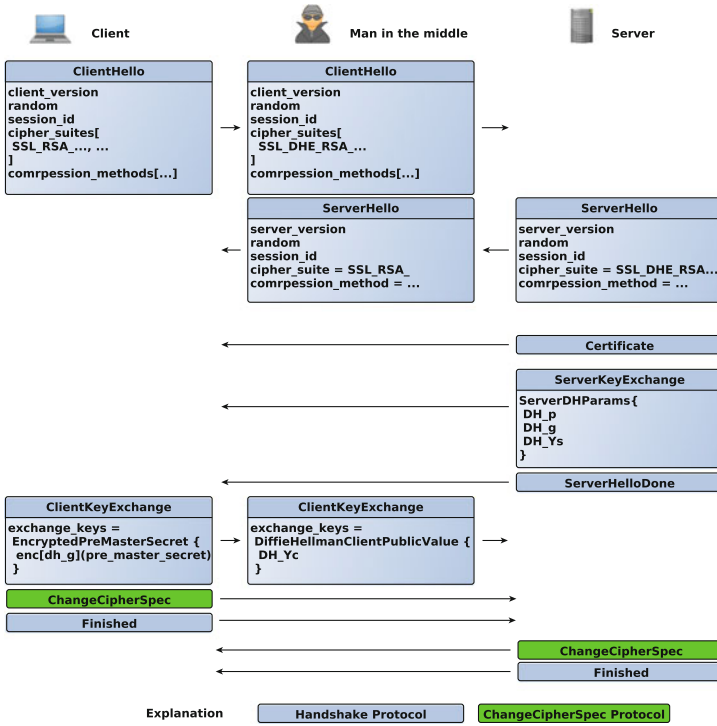 Client
Man in the middle
Server
ClientHello
client_version
random
session_id
cipher_suites[
SSL_RSA_..., ...
]
comrpession_methods[...]
ClientHello
client_version
random
session_id
cipher_suites[
SSL_DHE_RSA_...
]
comrpession_methods[...]
ServerHello
server_version
random
session_id
cipher_suite = SSL_RSA_
comrpession_method = ...
ServerHello
server_version
random
session_id
cipher_suite = SSL_DHE_RSA...
comrpession_method = ...
Certificate
ServerKeyExchange
ServerDHParams{
DH_p
DH_g
DH_Ys
}
ServerHelloDone
ClientKeyExchange
exchange_keys =
EncryptedPreMasterSecret {
enc[dh_g](pre_master_secret)
}
ClientKeyExchange
exchange_keys =
DiffieHellmanClientPublicValue {
DH_Yc
}
ChangeCipherSpec
Finished
ChangeCipherSpec
Finished
Explanation
Handshake Protocol
ChangeCipherSpec Protocol